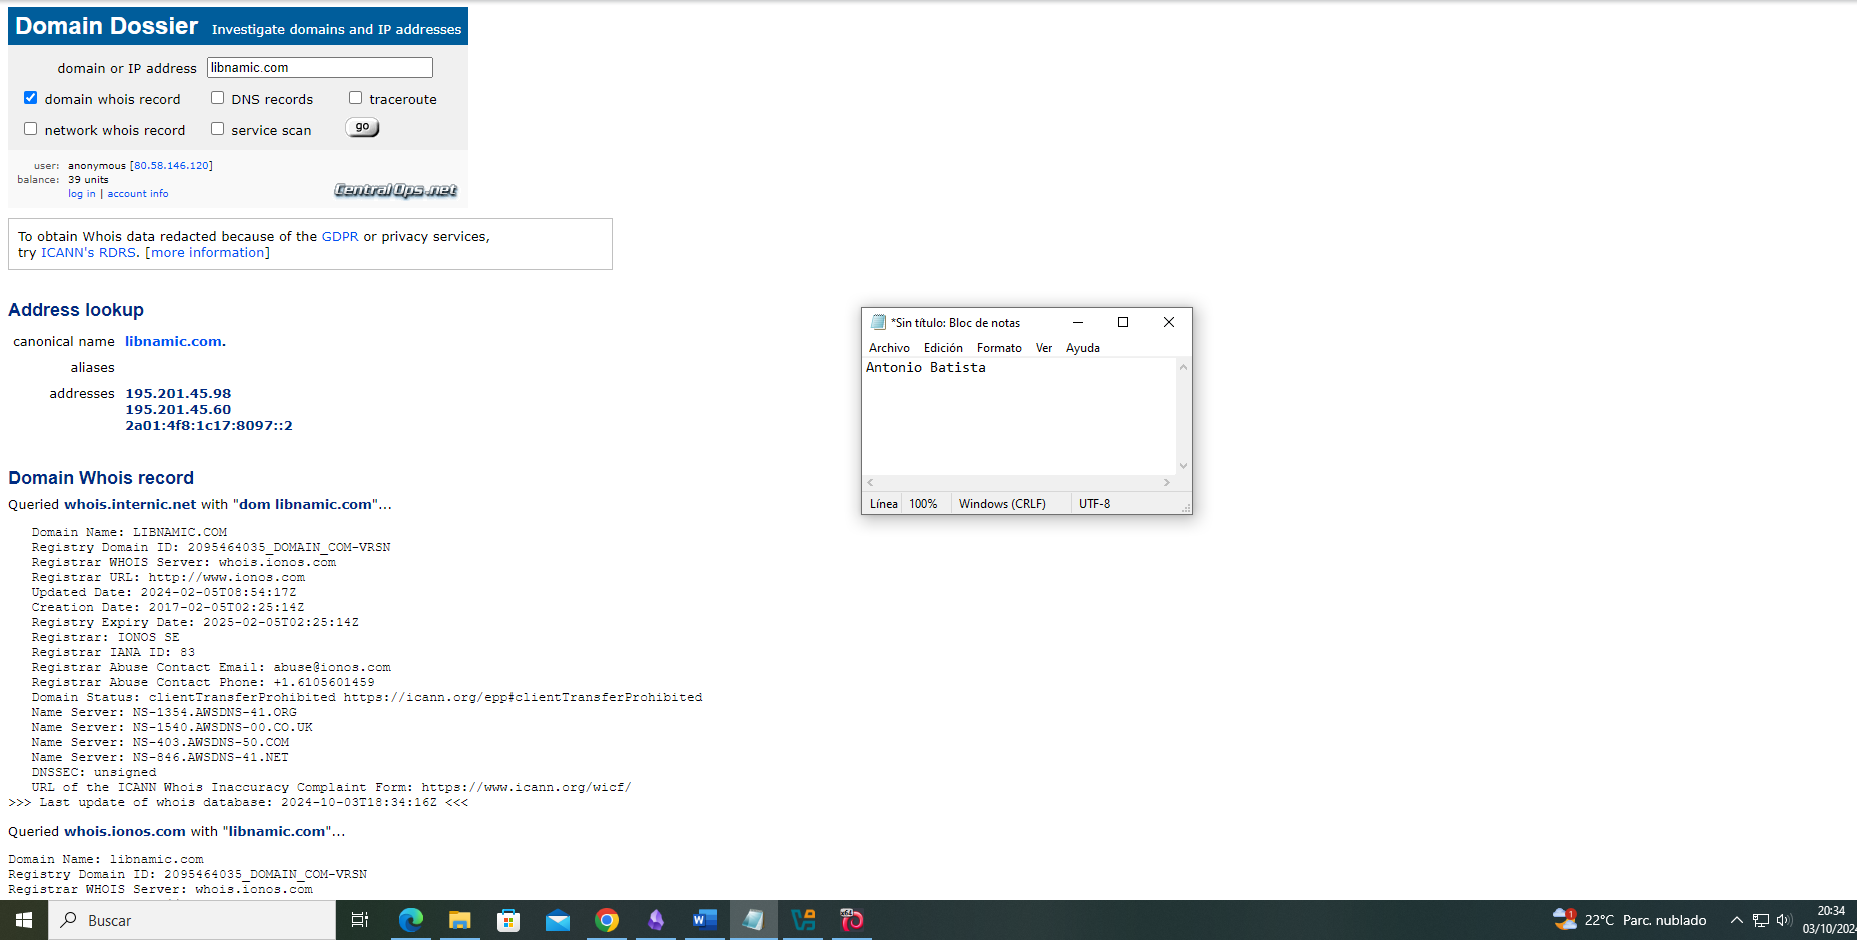 Domain Dossier Investigate domains and IP addresses
domain or IP address libnamic.com
domain whois record DNS records traceroute
network whois record service scan go
user: anonymous [80.58.146.120]
balance: 39 units
log in | account info
CentralOps.net
To obtain Whois data redacted because of the GDPR or privacy services,
try ICANN's RDRS. [more information]
Address lookup
canonical name libnamic.com.
aliases
addresses 195.201.45.98
195.201.45.60
2a01:4f8:1c17:8097::2
Domain Whois record
Queried whois.internic.net with "dom libnamic.com"...
Domain Name: LIBNAMIC.COM
Registry Domain ID: 2095464035_DOMAIN_COM-VRSN
Registrar WHOIS Server: whois.ionos.com
Registrar URL: http://www.ionos.com
Updated Date: 2024-02-05T08:54:17Z
Creation Date: 2017-02-05T02:25:14Z
Registry Expiry Date: 2025-02-05T02:25:14Z
Registrar: IONOS SE
Registrar IANA ID: 83
Registrar Abuse Contact Email: abuse@ionos.com
Registrar Abuse Contact Phone: +1.6105601459
Domain Status: clientTransferProhibited https://icann.org/epp#clientTransferProhibited
Name Server: NS-1354.AWSDNS-41.ORG
Name Server: NS-1540.AWSDNS-00.CO.UK
Name Server: NS-403.AWSDNS-50.COM
Name Server: NS-846.AWSDNS-41.NET
DNSSEC: unsigned
URL of the ICANN Whois Inaccuracy Complaint Form: https://www.icann.org/wicf/
>>> Last update of whois database: 2024-10-03T18:34:16Z <<<
Queried whois.ionos.com with "libnamic.com"...
Domain Name: libnamic.com
Registry Domain ID: 2095464035_DOMAIN_COM-VRSN
Registrar WHOIS Server: whois.ionos.com
*Sin título: Bloc de notas
Archivo Edición Formato Ver Ayuda
Antonio Batista
Línea 100% Windows (CRLF) UTF-8
Buscar
W
x64
1
22°C Parc. nublado
20:34
03/10/202